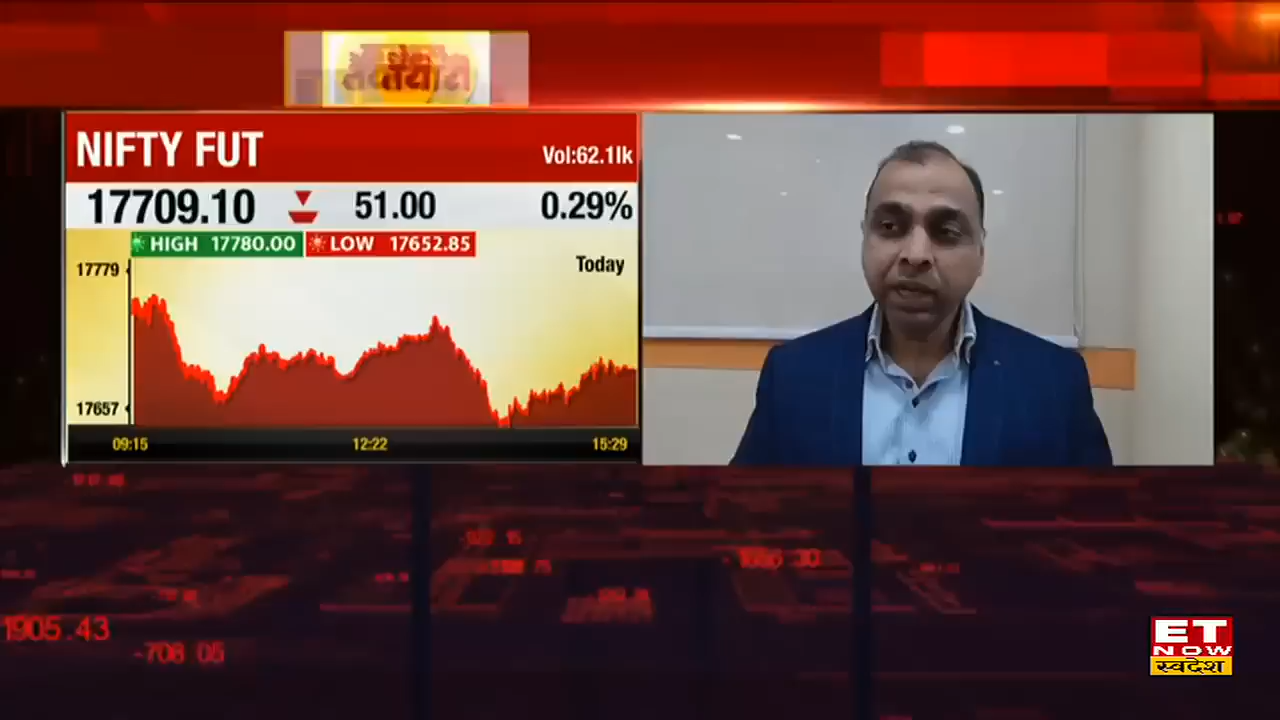 NIFTY FUT
Vol:62.1lk
17709.10 51.00 0.29%
HIGH 17780.00 LOW 17652.85
Today
17779
17657
09:15 12:22 15:29
1905.43
-708 05
ET
NOW
स्वदेश